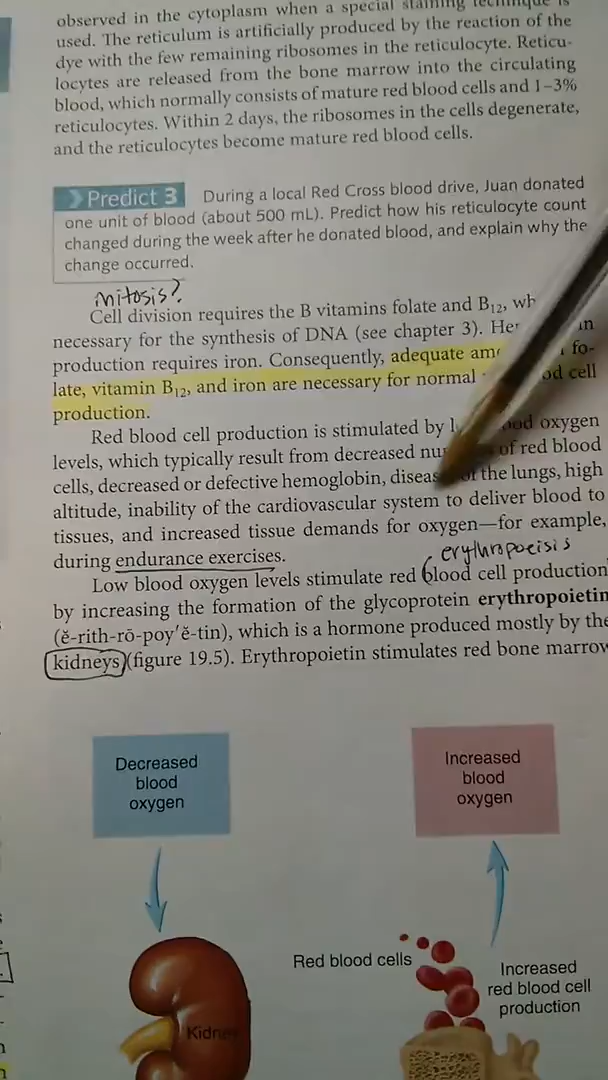 observed in the cytoplasm when a special staining technique is
used. The reticulum is artificially produced by the reaction of the
dye with the few remaining ribosomes in the reticulocyte. Reticu-
locytes are released from the bone marrow into the circulating
blood, which normally consists of mature red blood cells and 1–3%
reticulocytes. Within 2 days, the ribosomes in the cells degenerate,
and the reticulocytes become mature red blood cells.
Predict 3 During a local Red Cross blood drive, Juan donated
one unit of blood (about 500 mL). Predict how his reticulocyte count
changed during the week after he donated blood, and explain why the
change occurred.
mitosis?
Cell division requires the B vitamins folate and B12, wh
necessary for the synthesis of DNA (see chapter 3). He in
production requires iron. Consequently, adequate am fo-
late, vitamin B12, and iron are necessary for normal od cell
production.
Red blood cell production is stimulated by l ood oxygen
levels, which typically result from decreased nu of red blood
cells, decreased or defective hemoglobin, diseas of the lungs, high
altitude, inability of the cardiovascular system to deliver blood to
tissues, and increased tissue demands for oxygen—for example,
during endurance exercises.
erythropoeisis
Low blood oxygen levels stimulate red blood cell production
by increasing the formation of the glycoprotein erythropoietin
(ĕ-rith-rō-poy′ĕ-tin), which is a hormone produced mostly by the
kidneys (figure 19.5). Erythropoietin stimulates red bone marrow
Decreased
blood
oxygen
Increased
blood
oxygen
Red blood cells
Increased
red blood cell
production
Kidney